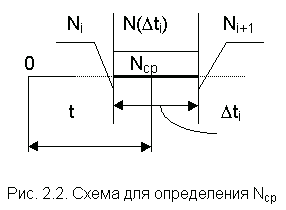 Ni N(Δti) Ni+1
0 Nср
t Δti
Рис. 2.2. Схема для определения Nср